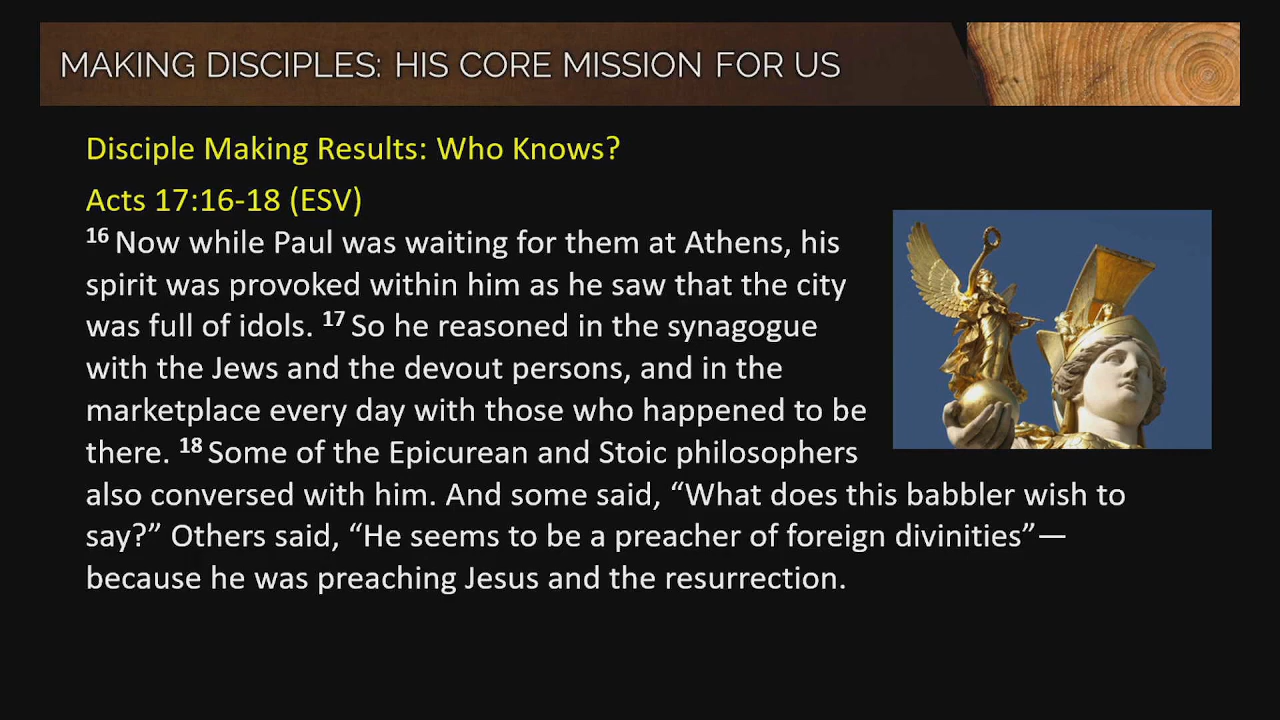 MAKING DISCIPLES: HIS CORE MISSION FOR US
Disciple Making Results: Who Knows?
Acts 17:16-18 (ESV)
16 Now while Paul was waiting for them at Athens, his
spirit was provoked within him as he saw that the city
was full of idols. 17 So he reasoned in the synagogue
with the Jews and the devout persons, and in the
marketplace every day with those who happened to be
there. 18 Some of the Epicurean and Stoic philosophers
also conversed with him. And some said, “What does this babbler wish to
say?” Others said, “He seems to be a preacher of foreign divinities”—
because he was preaching Jesus and the resurrection.